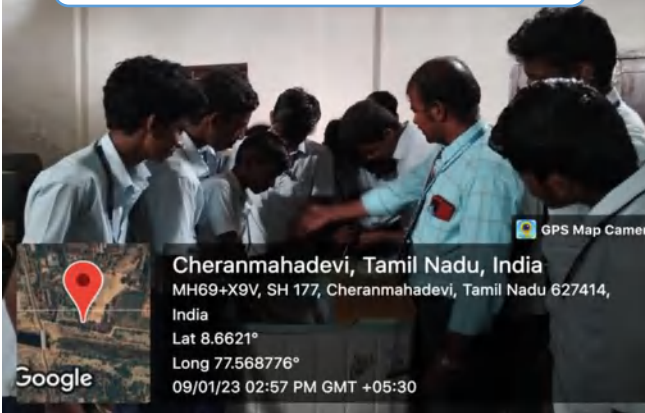 GPS Map Camer
Cheranmahadevi, Tamil Nadu, India
MH69+X9V, SH 177, Cheranmahadevi, Tamil Nadu 627414,
India
Lat 8.6621°
Long 77.568776°
09/01/23 02:57 PM GMT +05:30
Google